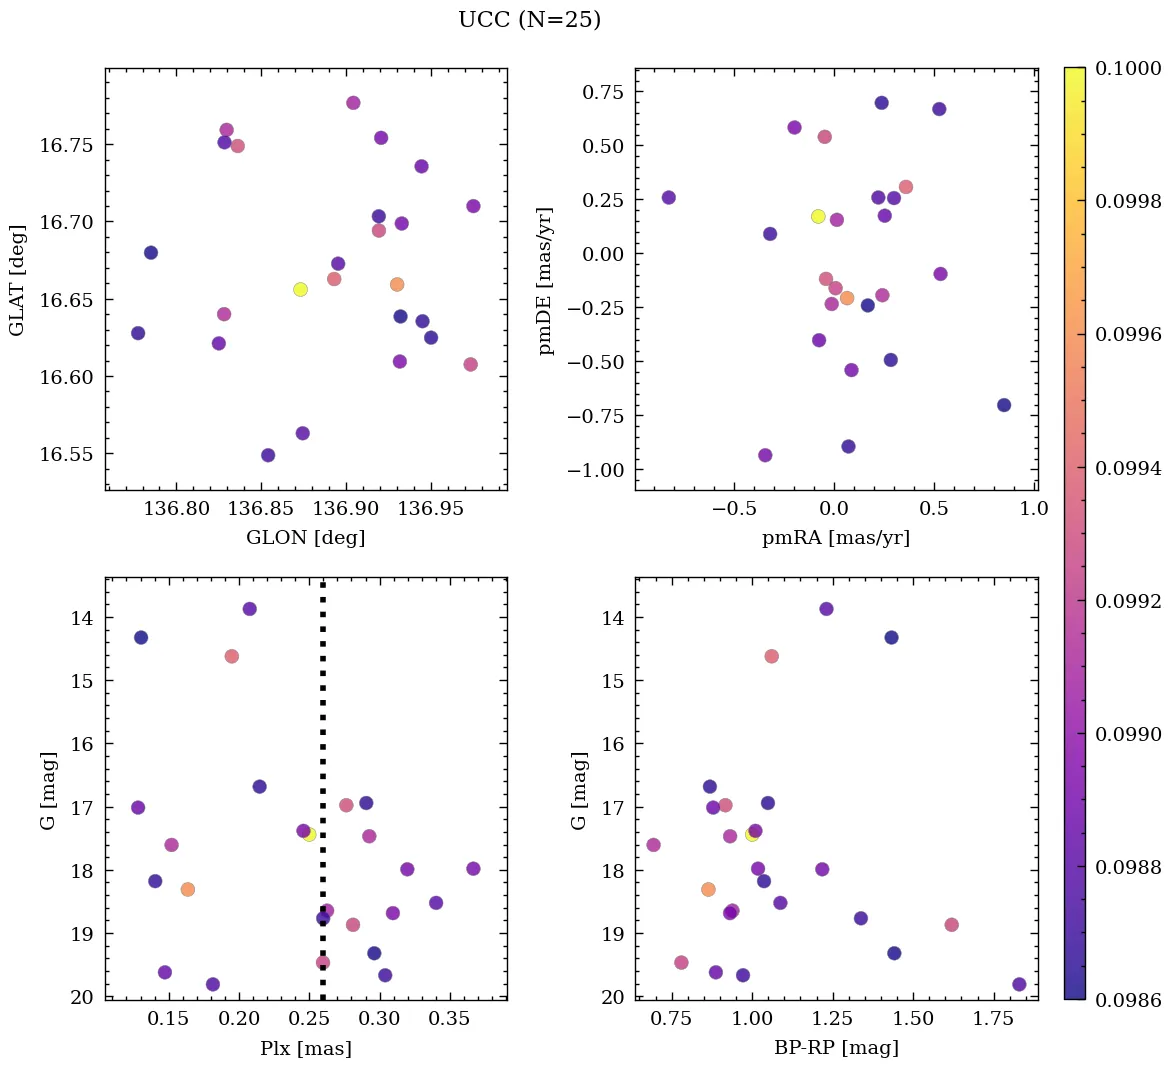 UCC (N=25)
GLAT [deg]
16.75
16.70
16.65
16.60
16.55
136.80 136.85 136.90 136.95
GLON [deg]
pmDE [mas/yr]
0.75
0.50
0.25
0.00
−0.25
−0.50
−0.75
−1.00
−0.5 0.0 0.5 1.0
pmRA [mas/yr]
G [mag]
14
15
16
17
18
19
20
0.15 0.20 0.25 0.30 0.35
Plx [mas]
G [mag]
14
15
16
17
18
19
20
0.75 1.00 1.25 1.50 1.75
BP-RP [mag]
0.1000
0.0998
0.0996
0.0994
0.0992
0.0990
0.0988
0.0986